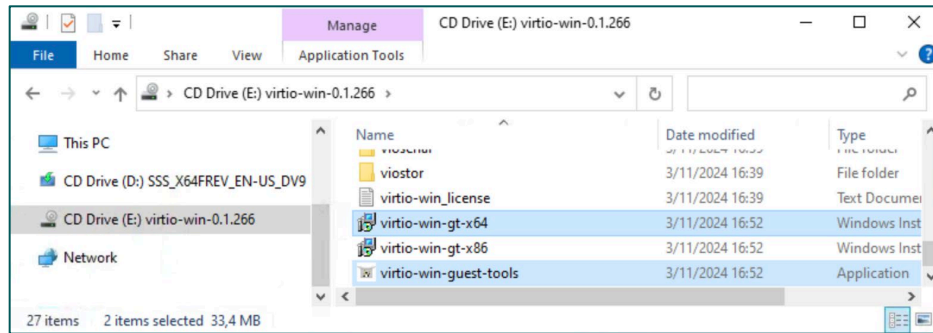 Manage CD Drive (E:) virtio-win-0.1.266
File Home Share View Application Tools
CD Drive (E:) virtio-win-0.1.266
Name Date modified Type
This PC
viostor 3/11/2024 16:39 File folder
CD Drive (D:) SSS_X64FREV_EN-US_DV9
virtio-win_license 3/11/2024 16:39 Text Documen
CD Drive (E:) virtio-win-0.1.266
virtio-win-gt-x64 3/11/2024 16:52 Windows Inst
virtio-win-gt-x86 3/11/2024 16:52 Windows Inst
Network
virtio-win-guest-tools 3/11/2024 16:52 Application
27 items 2 items selected 33,4 MB